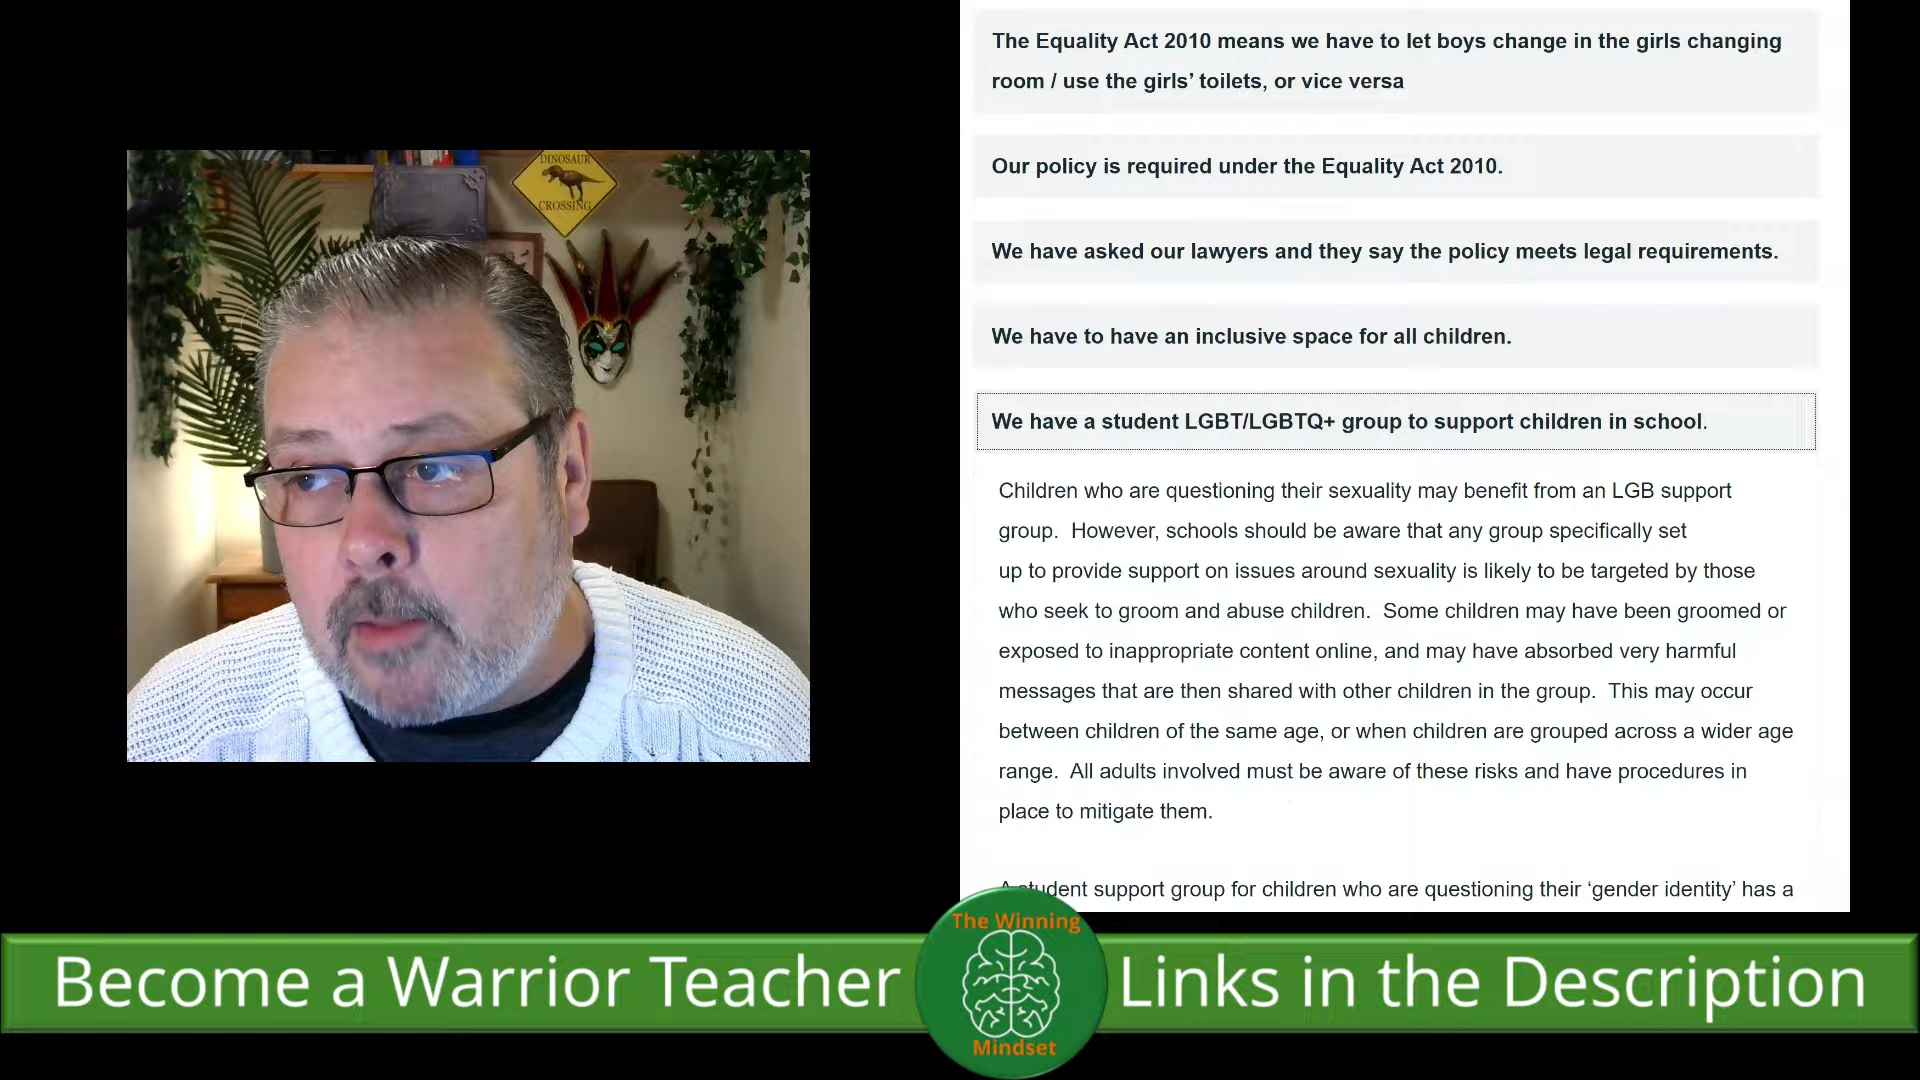 The Equality Act 2010 means we have to let boys change in the girls changing
room / use the girls’ toilets, or vice versa
Our policy is required under the Equality Act 2010.
We have asked our lawyers and they say the policy meets legal requirements.
We have to have an inclusive space for all children.
We have a student LGBT/LGBTQ+ group to support children in school.
Children who are questioning their sexuality may benefit from an LGB support
group.  However, schools should be aware that any group specifically set
up to provide support on issues around sexuality is likely to be targeted by those
who seek to groom and abuse children.  Some children may have been groomed or
exposed to inappropriate content online, and may have absorbed very harmful
messages that are then shared with other children in the group.  This may occur
between children of the same age, or when children are grouped across a wider age
range.  All adults involved must be aware of these risks and have procedures in
place to mitigate them.
A student support group for children who are questioning their ‘gender identity’ has a
DINOSAUR
CROSSING
Become a Warrior Teacher
The Winning
Mindset
Links in the Description